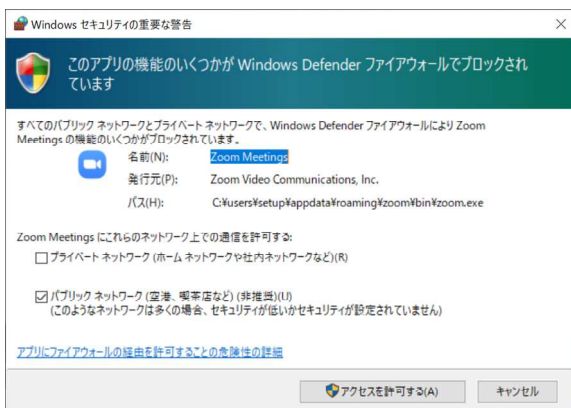 Windows セキュリティの重要な警告
このアプリの機能のいくつかが Windows Defender ファイアウォールでブロックされ
ています
すべてのパブリック ネットワークとプライベート ネットワークで、Windows Defender ファイアウォールにより Zoom
Meetings の機能のいくつかがブロックされています。
名前(N): Zoom Meetings
発行元(P): Zoom Video Communications, Inc.
パス(H): C:¥users¥setup¥appdata¥roaming¥zoom¥bin¥zoom.exe
Zoom Meetings にこれらのネットワーク上での通信を許可する:
プライベート ネットワーク (ホーム ネットワークや社内ネットワークなど)(R)
パブリック ネットワーク (空港、喫茶店など) (非推奨)(U)
(このようなネットワークは多くの場合、セキュリティが低いかセキュリティが設定されていません)
アプリにファイアウォールの経由を許可することの危険性の詳細
アクセスを許可する(A) キャンセル